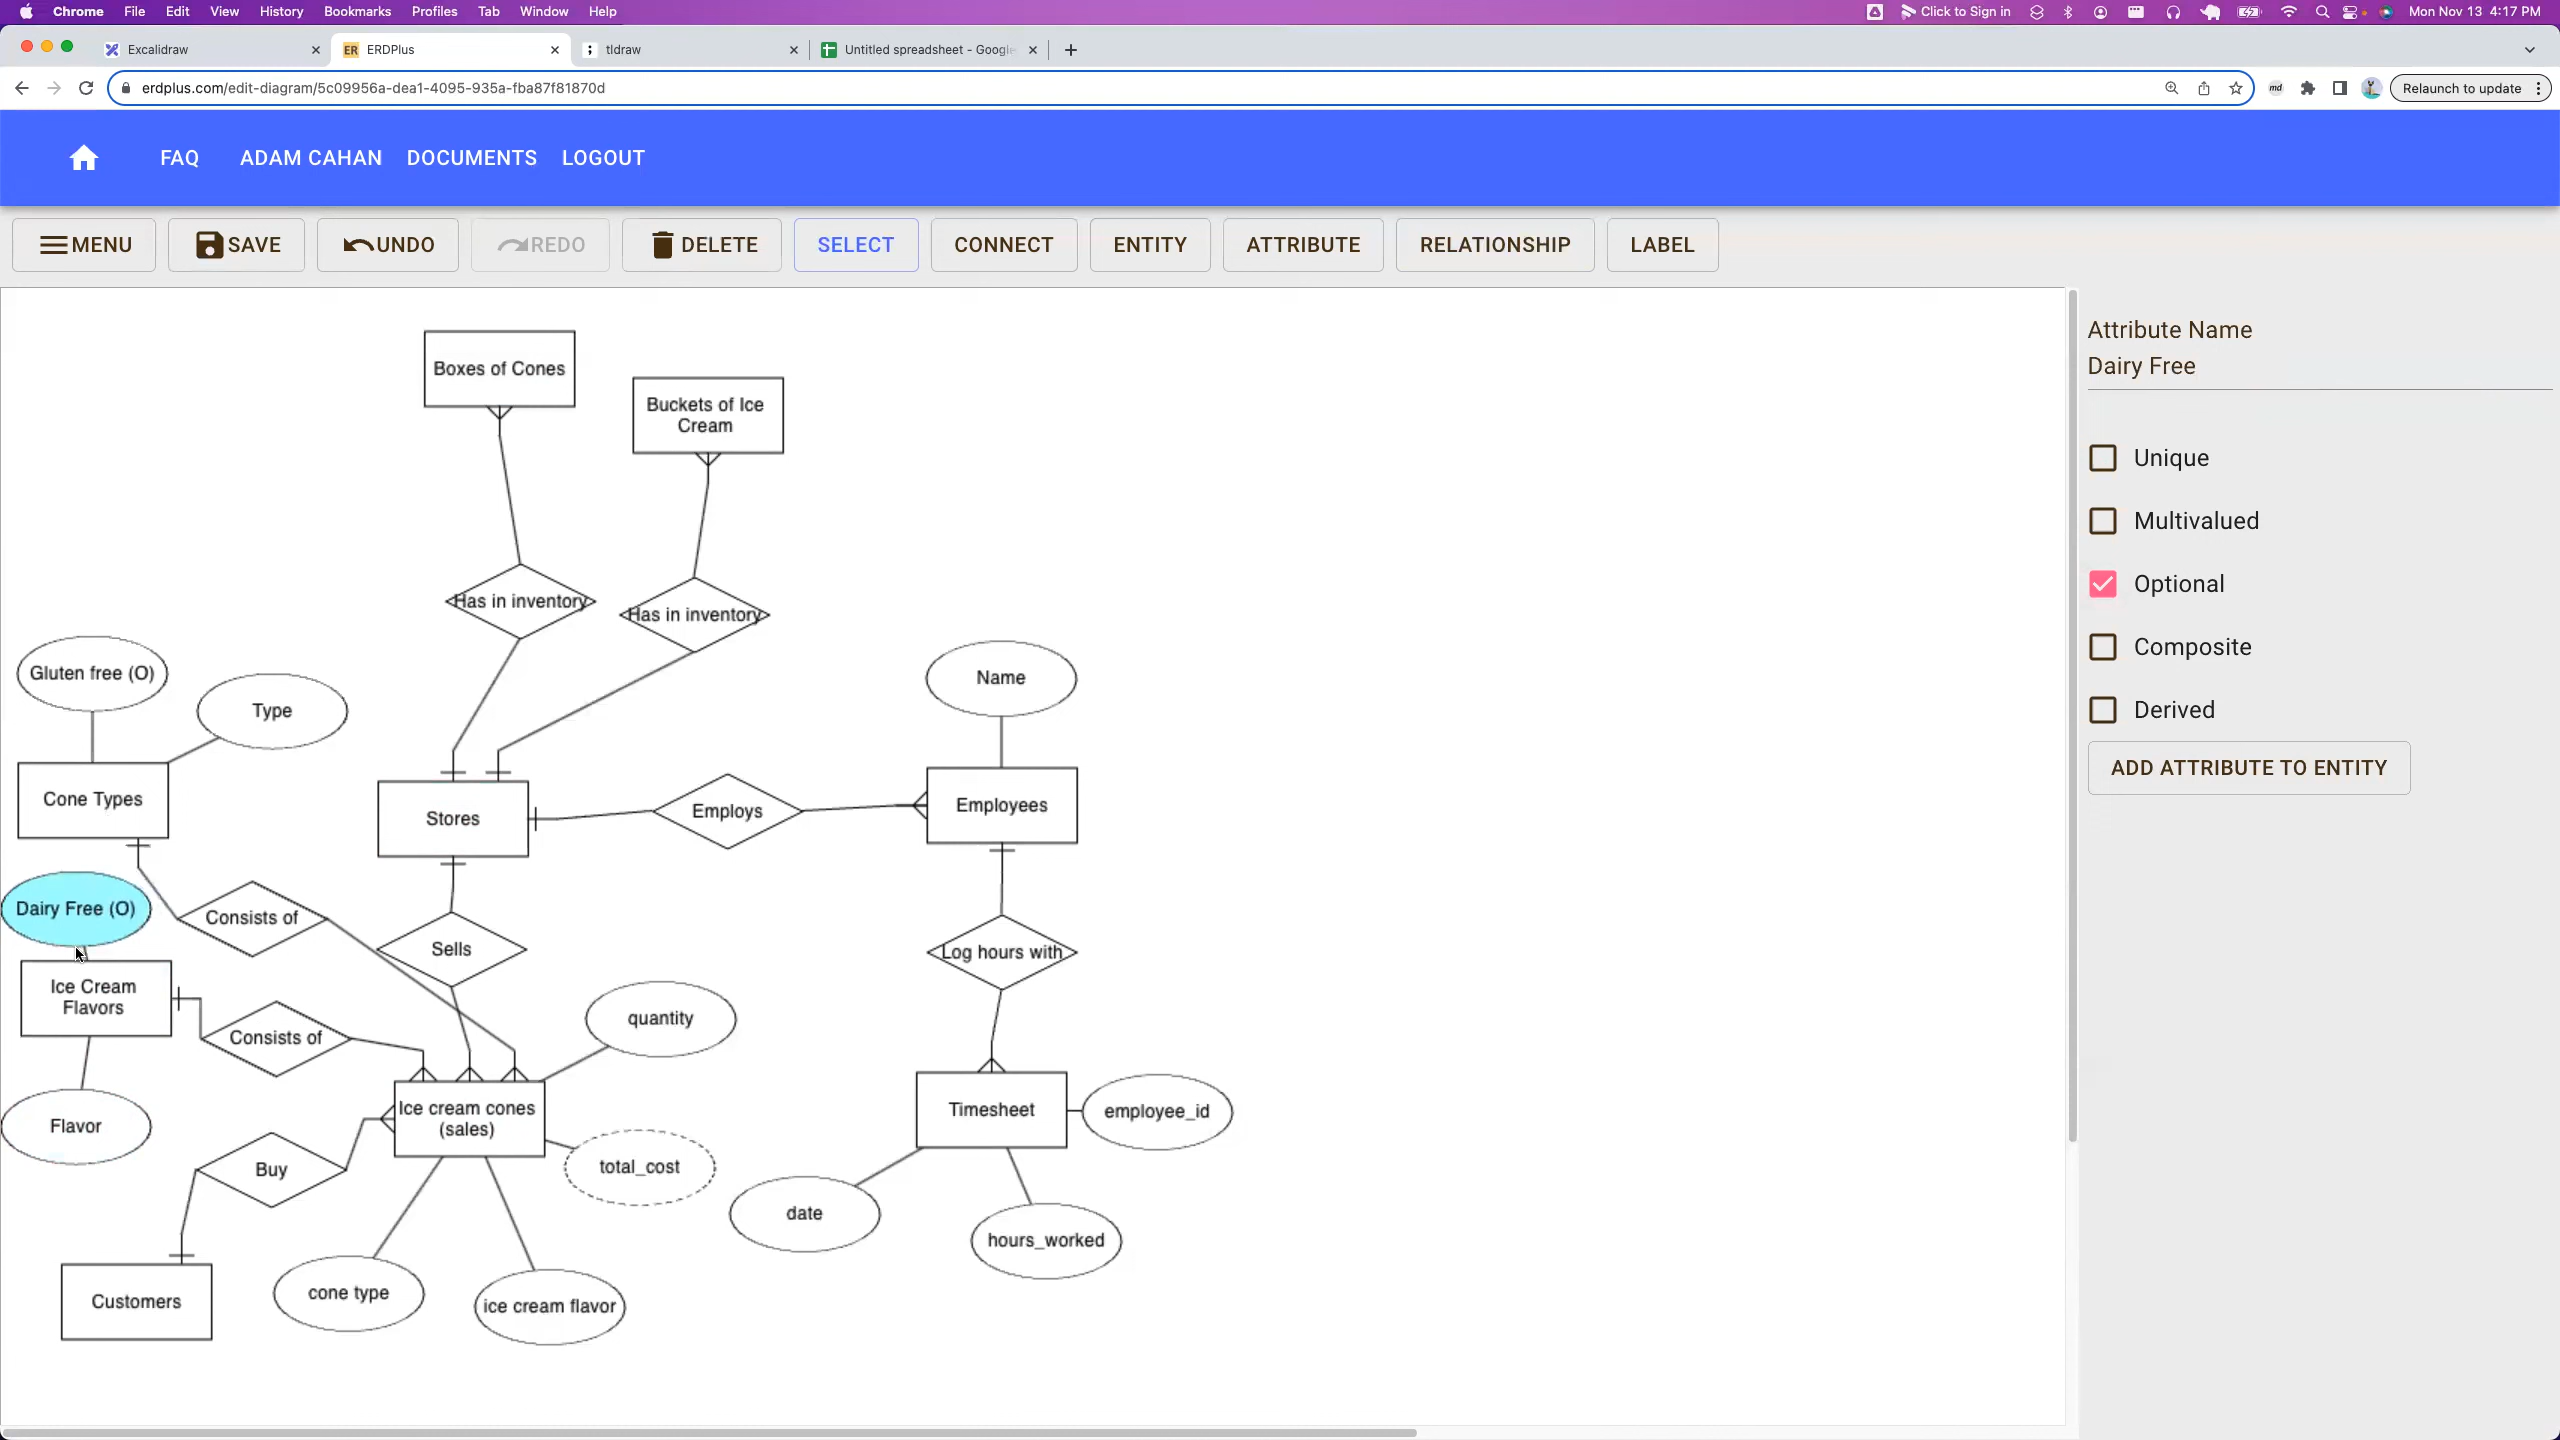 Chrome File Edit View History Bookmarks Profiles Tab Window Help
Click to Sign in
Mon Nov 13 4:17 PM
Excalidraw
ER ERDPlus
tldraw
Untitled spreadsheet - Google
erdplus.com/edit-diagram/5c09956a-dea1-4095-935a-fba87f81870d
md
Relaunch to update
FAQ ADAM CAHAN DOCUMENTS LOGOUT
MENU SAVE UNDO REDO DELETE SELECT CONNECT ENTITY ATTRIBUTE RELATIONSHIP LABEL
Boxes of Cones
Buckets of Ice
Cream
Has in inventory
Has in inventory
Gluten free (O)
Type
Name
Cone Types
Stores
Employs
Employees
Dairy Free (O)
Consists of
Sells
Log hours with
Ice Cream
Flavors
Consists of
quantity
Ice cream cones
(sales)
Timesheet
employee_id
Flavor
Buy
total_cost
date
hours_worked
Customers
cone type
ice cream flavor
Attribute Name
Dairy Free
Unique
Multivalued
Optional
Composite
Derived
ADD ATTRIBUTE TO ENTITY